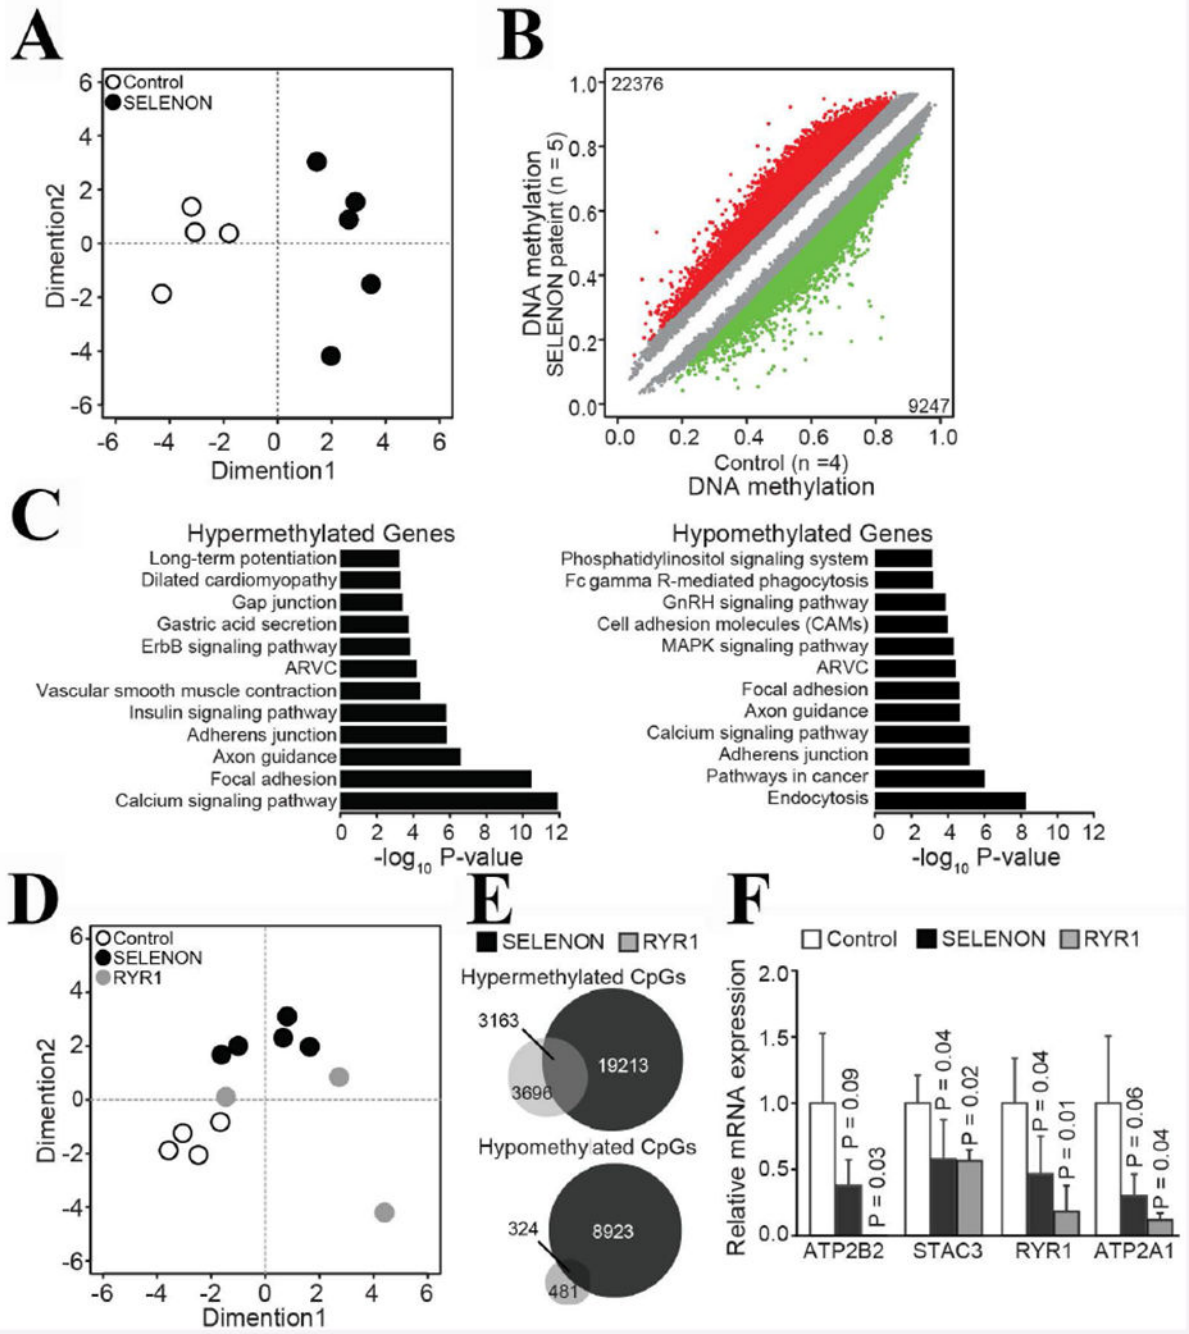 A
Control
SELENON
6
4
2
0
-2
-4
-6
-6
-4
-2
0
2
4
6
Dimention2
Dimention1
B
22376
9247
1.0
0.8
0.6
0.4
0.2
0.0
0.0
0.2
0.4
0.6
0.8
1.0
DNA methylation
SELENON pateint (n = 5)
Control (n =4)
DNA methylation
C
Hypermethylated Genes
Long-term potentiation
Dilated cardiomyopathy
Gap junction
Gastric acid secretion
ErbB signaling pathway
ARVC
Vascular smooth muscle contraction
Insulin signaling pathway
Adherens junction
Axon guidance
Focal adhesion
Calcium signaling pathway
0 2 4 6 8 10 12
-log10 P-value
Hypomethylated Genes
Phosphatidylinositol signaling system
Fc gamma R-mediated phagocytosis
GnRH signaling pathway
Cell adhesion molecules (CAMs)
MAPK signaling pathway
ARVC
Focal adhesion
Axon guidance
Calcium signaling pathway
Adherens junction
Pathways in cancer
Endocytosis
0 2 4 6 8 10 12
-log10 P-value
D
Control
SELENON
RYR1
6
4
2
0
-2
-4
-6
-6
-4
-2
0
2
4
6
Dimention2
Dimention1
E
SELENON RYR1
Hypermethylated CpGs
3163
19213
3696
Hypomethylated CpGs
324
8923
481
F
Control SELENON RYR1
Relative mRNA expression
2.0
1.5
1.0
0.5
0.0
P = 0.09
P = 0.03
P = 0.04
P = 0.02
P = 0.04
P = 0.01
P = 0.06
P = 0.04
ATP2B2 STAC3 RYR1 ATP2A1